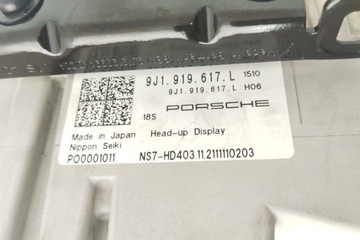 9J1.919.617.L 1510
9J1.919.617.L H06
PORSCHE
18S
Made in Japan Head-up Display
Nippon Seiki
PO0001011 NS7-HD403.11.2111110203